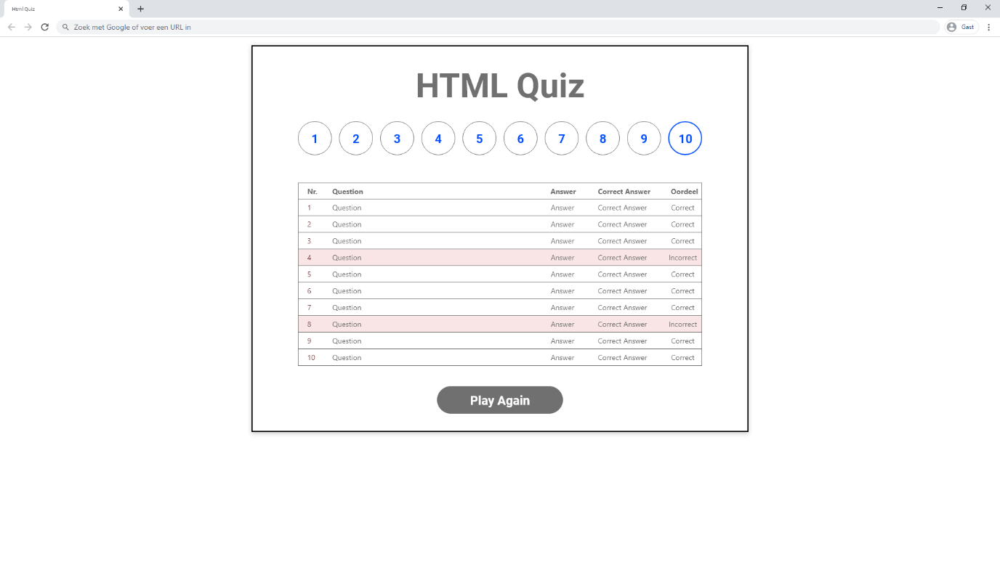 Html Quiz
Zoek met Google of voer een URL in
Gast
HTML Quiz
1 2 3 4 5 6 7 8 9 10
Nr. Question Answer Correct Answer Oordeel
1 Question Answer Correct Answer Correct
2 Question Answer Correct Answer Correct
3 Question Answer Correct Answer Correct
4 Question Answer Correct Answer Incorrect
5 Question Answer Correct Answer Correct
6 Question Answer Correct Answer Correct
7 Question Answer Correct Answer Correct
8 Question Answer Correct Answer Incorrect
9 Question Answer Correct Answer Correct
10 Question Answer Correct Answer Correct
Play Again